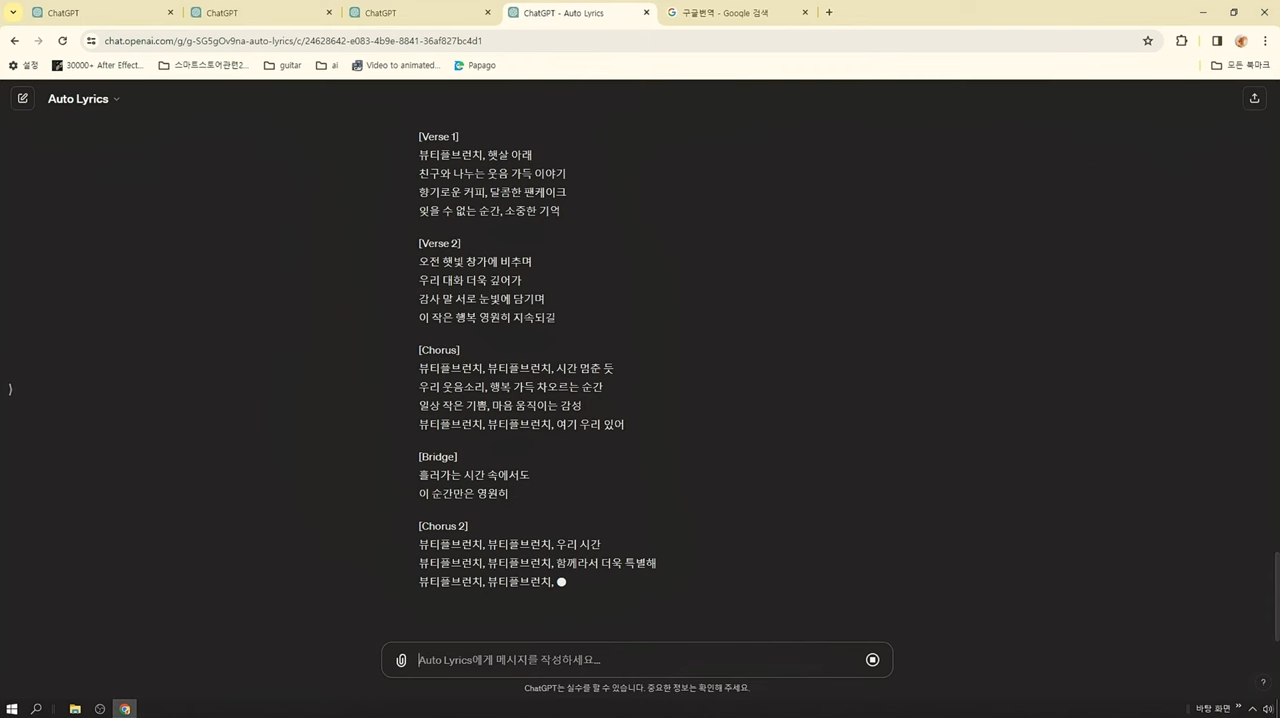 ChatGPT
ChatGPT
ChatGPT
ChatGPT - Auto Lyrics
구글번역 - Google 검색
chat.openai.com/g/g-SG5gOv9na-auto-lyrics/c/24628642-e083-4b9e-8841-36af827bc4d1
설정
30000+ After Effect...
스마트스토어관련2...
guitar
ai
Video to animated...
Papago
모든 북마크
Auto Lyrics
[Verse 1]
뷰티플브런치, 햇살 아래
친구와 나누는 웃음 가득 이야기
향기로운 커피, 달콤한 팬케이크
잊을 수 없는 순간, 소중한 기억
[Verse 2]
오전 햇빛 창가에 비추며
우리 대화 더욱 깊어가
감사 말 서로 눈빛에 담기며
이 작은 행복 영원히 지속되길
[Chorus]
뷰티플브런치, 뷰티플브런치, 시간 멈춘 듯
}
우리 웃음소리, 행복 가득 차오르는 순간
일상 작은 기쁨, 마음 움직이는 감성
뷰티플브런치, 뷰티플브런치, 여기 우리 있어
[Bridge]
흘러가는 시간 속에서도
이 순간만은 영원히
[Chorus 2]
뷰티플브런치, 뷰티플브런치, 우리 시간
뷰티플브런치, 뷰티플브런치, 함께라서 더욱 특별해
뷰티플브런치, 뷰티플브런치,
Auto Lyrics에게 메시지를 작성하세요...
ChatGPT는 실수를 할 수 있습니다. 중요한 정보는 확인해 주세요.
?
바탕 화면